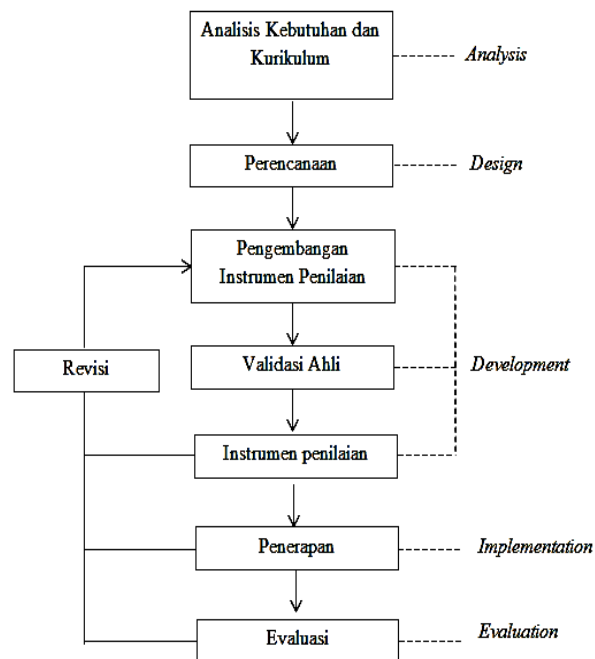 Analisis Kebutuhan dan
Kurikulum
Analysis
Perencanaan
Design
Pengembangan
Instrumen Penilaian
Revisi
Validasi Ahli
Development
Instrumen penilaian
Penerapan
Implementation
Evaluasi
Evaluation